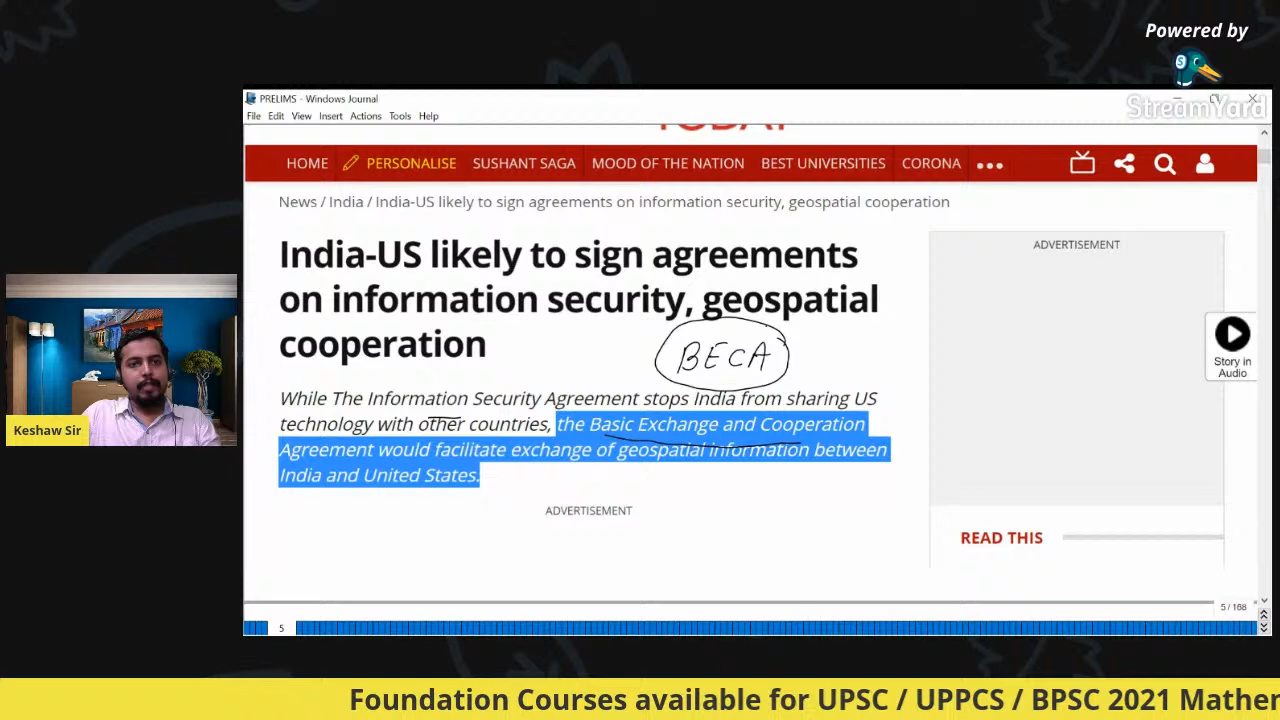 Powered by
S
StreamYard
PRELIMS - Windows Journal
File Edit View Insert Actions Tools Help
TODAY
HOME PERSONALISE SUSHANT SAGA MOOD OF THE NATION BEST UNIVERSITIES CORONA
News / India / India-US likely to sign agreements on information security, geospatial cooperation
India-US likely to sign agreements
on information security, geospatial
cooperation
BECA
While The Information Security Agreement stops India from sharing US
technology with other countries, the Basic Exchange and Cooperation
Agreement would facilitate exchange of geospatial information between
India and United States.
ADVERTISEMENT
ADVERTISEMENT
Story in
Audio
READ THIS
5 / 168
5
Keshaw Sir
Foundation Courses available for UPSC / UPPCS / BPSC 2021 Mather